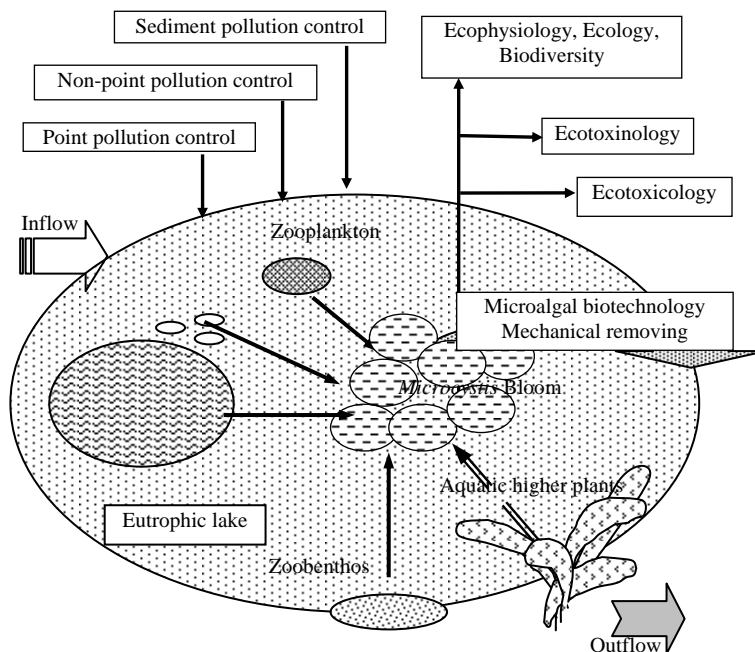 Sediment pollution control
Ecophysiology, Ecology,
Biodiversity
Non-point pollution control
Point pollution control
Ecotoxinology
Ecotoxicology
Inflow
Zooplankton
Microalgal biotechnology
Mechanical removing
Microcystis Bloom
Aquatic higher plants
Eutrophic lake
Zoobenthos
Outflow